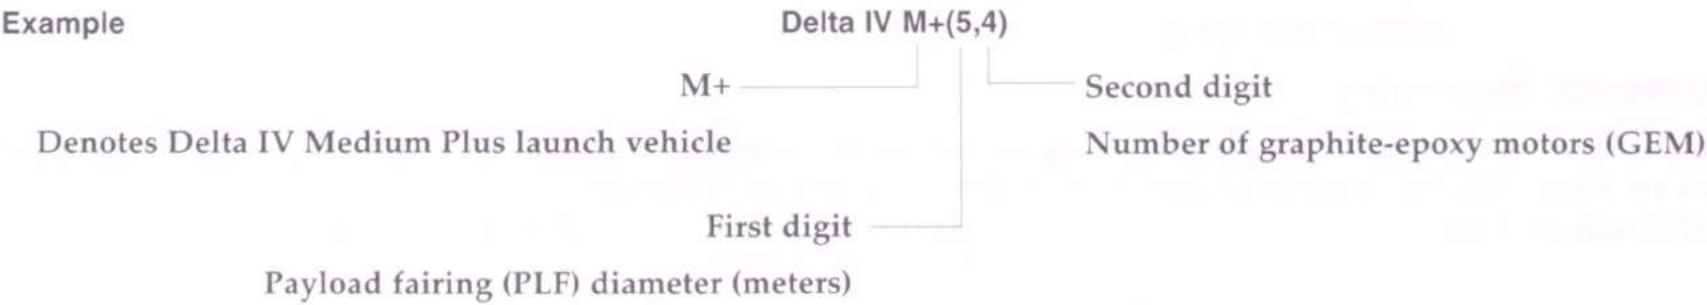 Example
Delta IV M+(5,4)
M+
Second digit
Denotes Delta IV Medium Plus launch vehicle
Number of graphite-epoxy motors (GEM)
First digit
Payload fairing (PLF) diameter (meters)